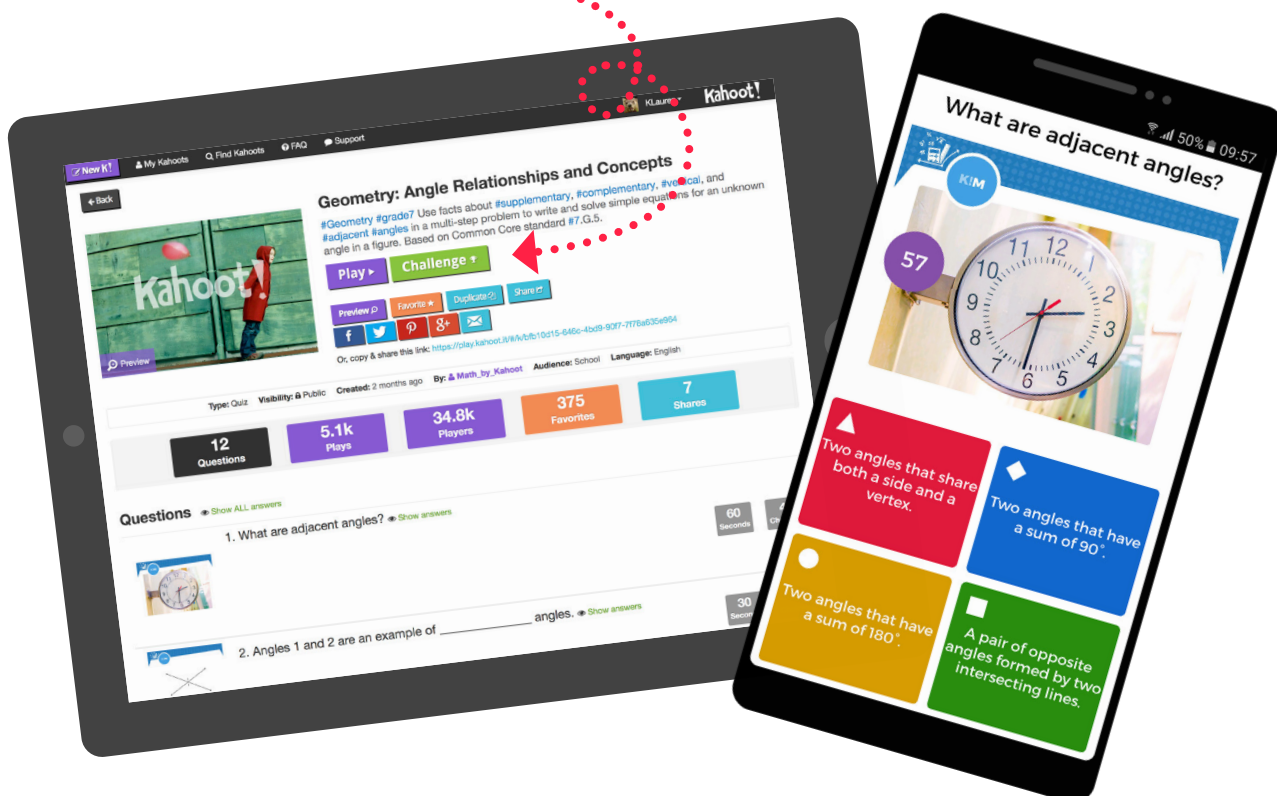 New K!
My Kahoots
Find Kahoots
FAQ
Support
Kahoot!
Back
Kahoot!
Preview
Geometry: Angle Relationships and Concepts
#Geometry #grade7 Use facts about #supplementary, #complementary, #vertical, and
#adjacent #angles in a multi-step problem to write and solve simple equations for an unknown
angle in a figure. Based on Common Core standard #7.G.5.
Play
Challenge
Preview
Favorite
Duplicate
Share
f
g+
Or, copy & share this link:
Type: Quiz Visibility: Public Created: 2 months ago By: Math_by_Kahoot Audience: School Language: English
12
Questions
5.1k
Plays
34.8k
Players
375
Favorites
7
Shares
Questions Show ALL answers
1. What are adjacent angles? Show answers
60
Seconds
2. Angles 1 and 2 are an example of ______________ angles. Show answers
30
50% 09:57
What are adjacent angles?
K!M
57
12
1
2
3
4
5
6
7
8
9
10
11
Two angles that share
both a side and a
vertex.
Two angles that have
a sum of 90°.
Two angles that have
a sum of 180°.
A pair of opposite
angles formed by two
intersecting lines.